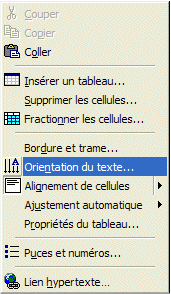 Couper
Copier
Coller
Insérer un tableau...
Supprimer les cellules...
Fractionner les cellules...
Bordure et trame...
Orientation du texte...
Alignement de cellules
Ajustement automatique
Propriétés du tableau...
Puces et numéros...
Lien hypertexte...